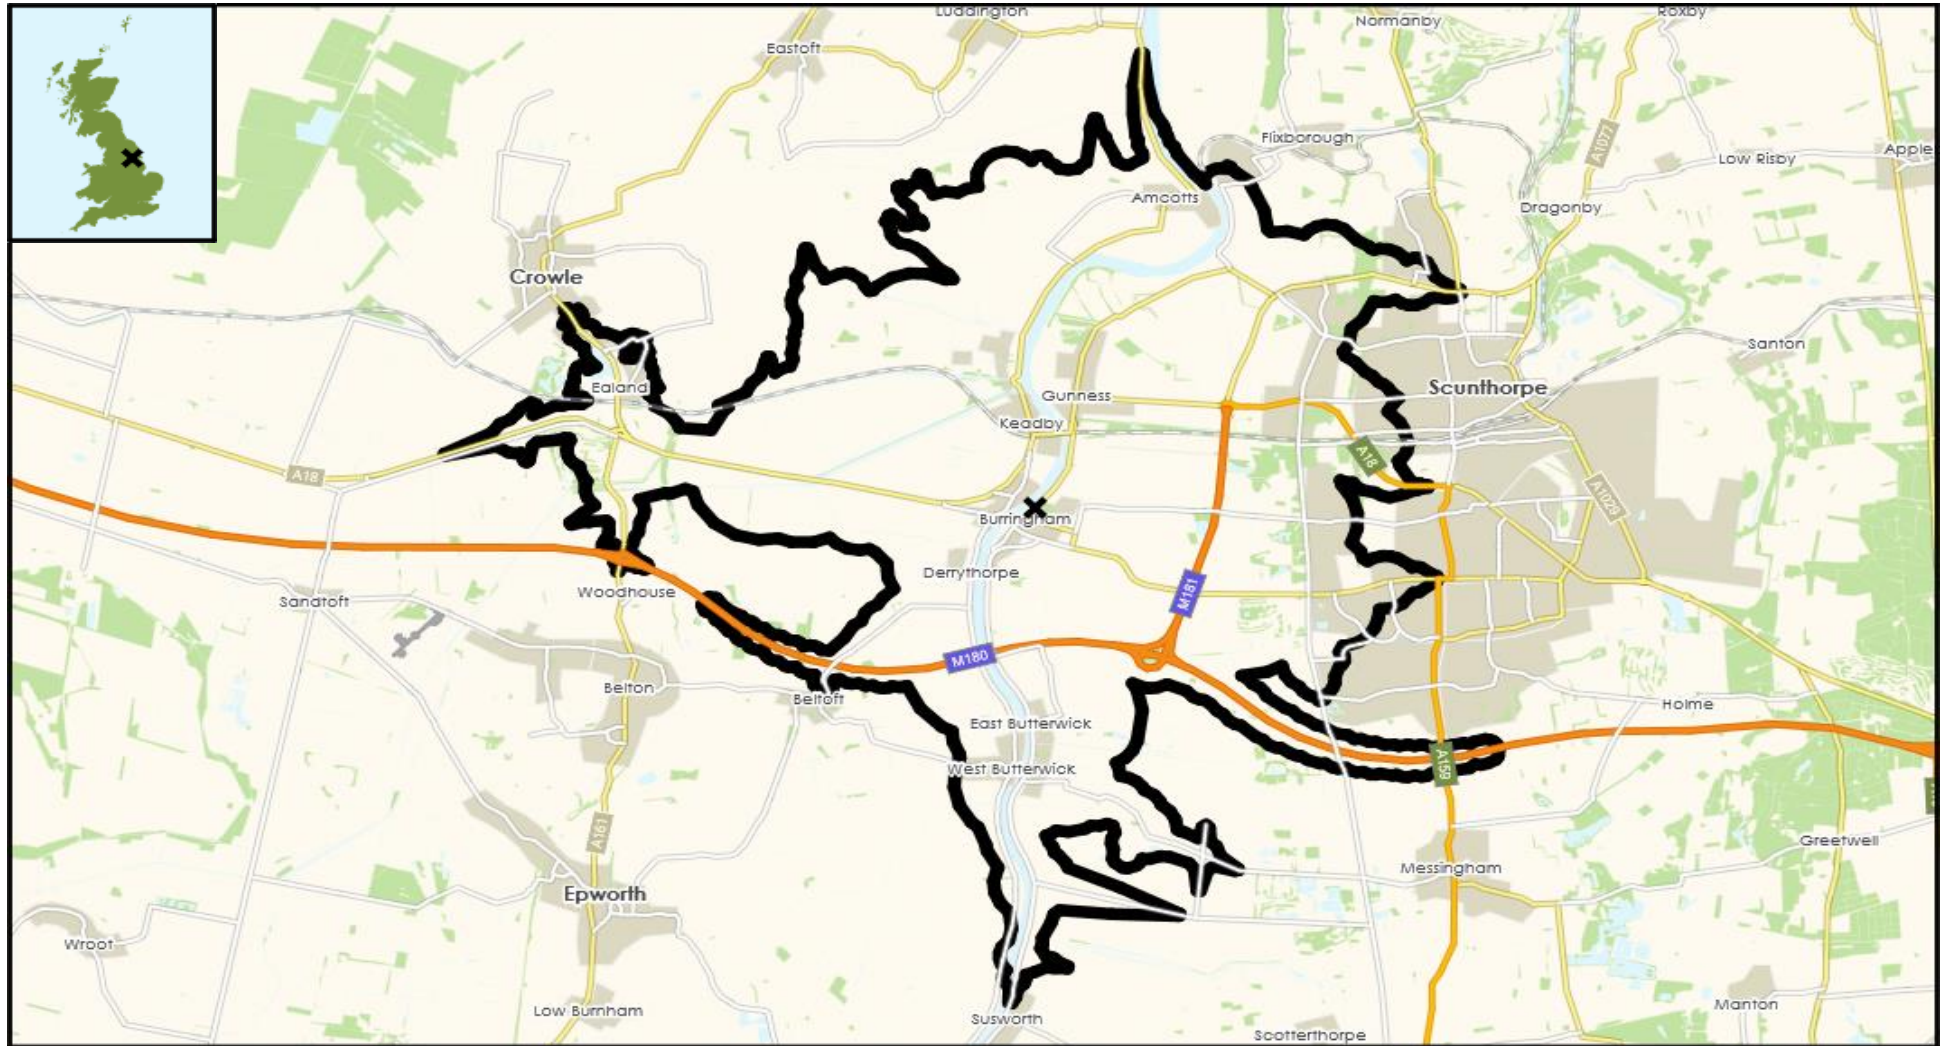 Luddington
Normanby
Roxby
Eastoft
Flixborough
A1077
Low Risby
Apple
Amcotts
Dragonby
Crowle
Santon
Ealand
Scunthorpe
Gunness
Keadby
A18
A18
A1029
Burringham
Derrythorpe
Woodhouse
M181
Sandtoft
M180
Belton
Beltoft
Holme
East Butterwick
West Butterwick
A159
A161
Greetwell
Messingham
Epworth
Wroot
Low Burnham
Susworth
Manton
Scotterthorpe